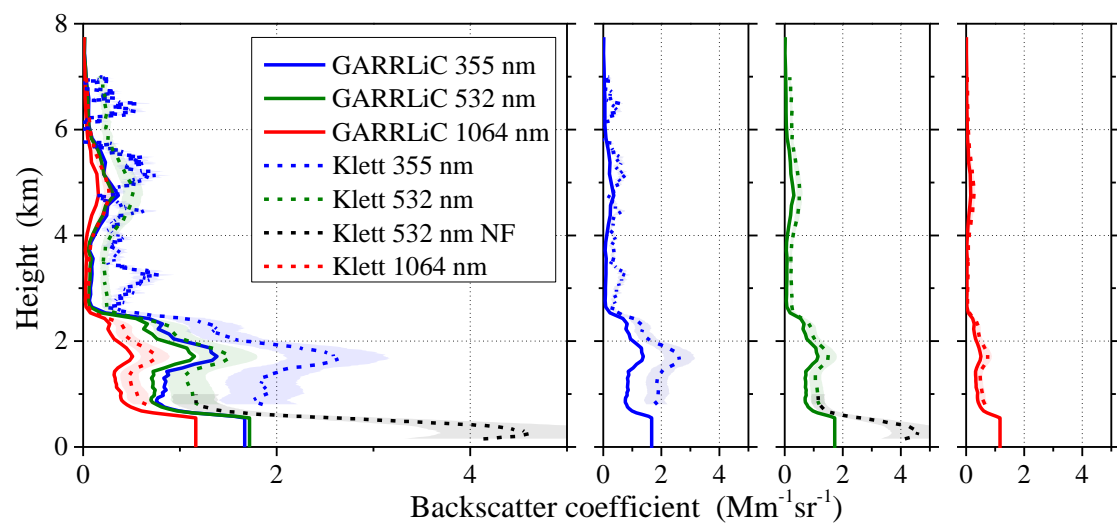 8
6
4
2
0
Height (km)
GARRLiC 355 nm
GARRLiC 532 nm
GARRLiC 1064 nm
Klett 355 nm
Klett 532 nm
Klett 532 nm NF
Klett 1064 nm
0 2 4
0 2 4
0 2 4
0 2 4
Backscatter coefficient (Mm⁻¹sr⁻¹)